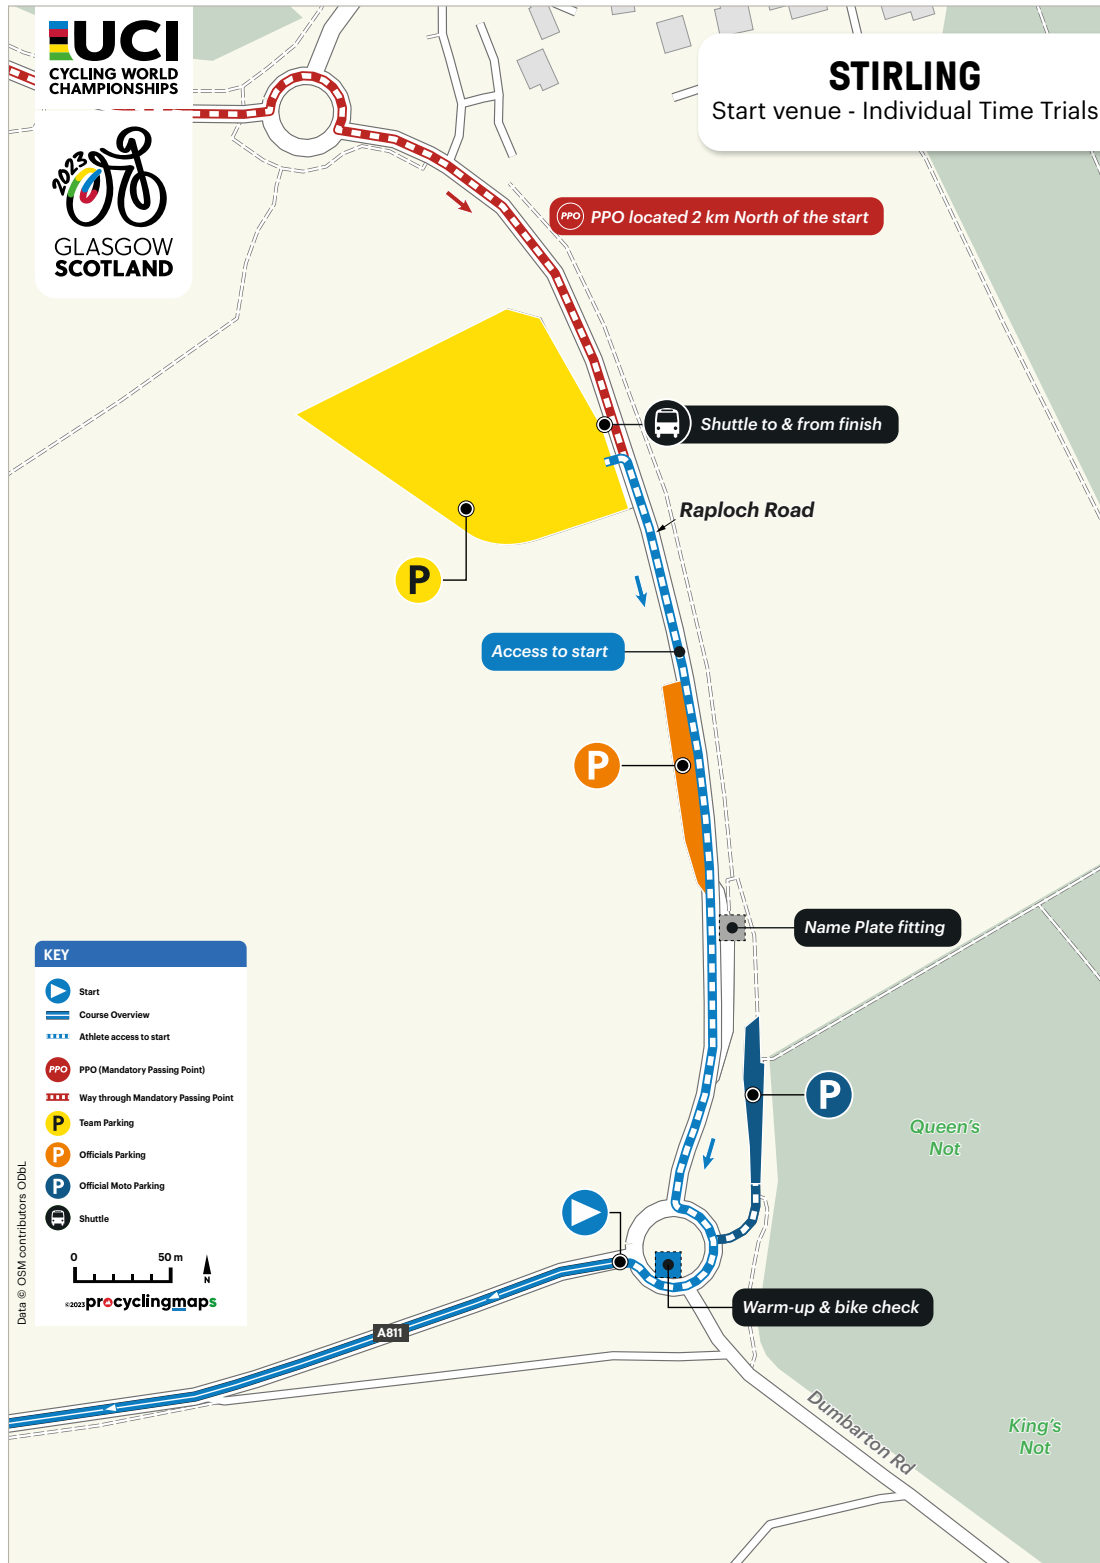 UCI
CYCLING WORLD
CHAMPIONSHIPS
2023
GLASGOW
SCOTLAND
STIRLING
Start venue - Individual Time Trials
PPO PPO located 2 km North of the start
Shuttle to & from finish
Raploch Road
P
Access to start
P
Name Plate fitting
P
Queen's
Not
Warm-up & bike check
A811
Dumbarton Rd
King's
Not
KEY
Start
Course Overview
Athlete access to start
PPO PPO (Mandatory Passing Point)
Way through Mandatory Passing Point
P Team Parking
P Officials Parking
P Official Moto Parking
Shuttle
0 50 m
N
©2023 procyclingmaps
Data © OSM contributors ODbL